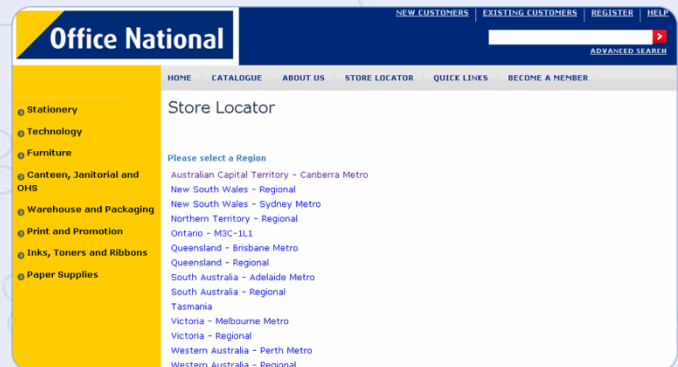 NEW CUSTOMERS EXISTING CUSTOMERS REGISTER HELP
Office National
ADVANCED SEARCH
HOME CATALOGUE ABOUT US STORE LOCATOR QUICK LINKS BECOME A MEMBER
Stationery
Technology
Furniture
Canteen, Janitorial and
OHS
Warehouse and Packaging
Print and Promotion
Inks, Toners and Ribbons
Paper Supplies
Store Locator
Please select a Region
Australian Capital Territory - Canberra Metro
New South Wales - Regional
New South Wales - Sydney Metro
Northern Territory - Regional
Ontario - M3C-1L1
Queensland - Brisbane Metro
Queensland - Regional
South Australia - Adelaide Metro
South Australia - Regional
Tasmania
Victoria - Melbourne Metro
Victoria - Regional
Western Australia - Perth Metro
Western Australia - Regional